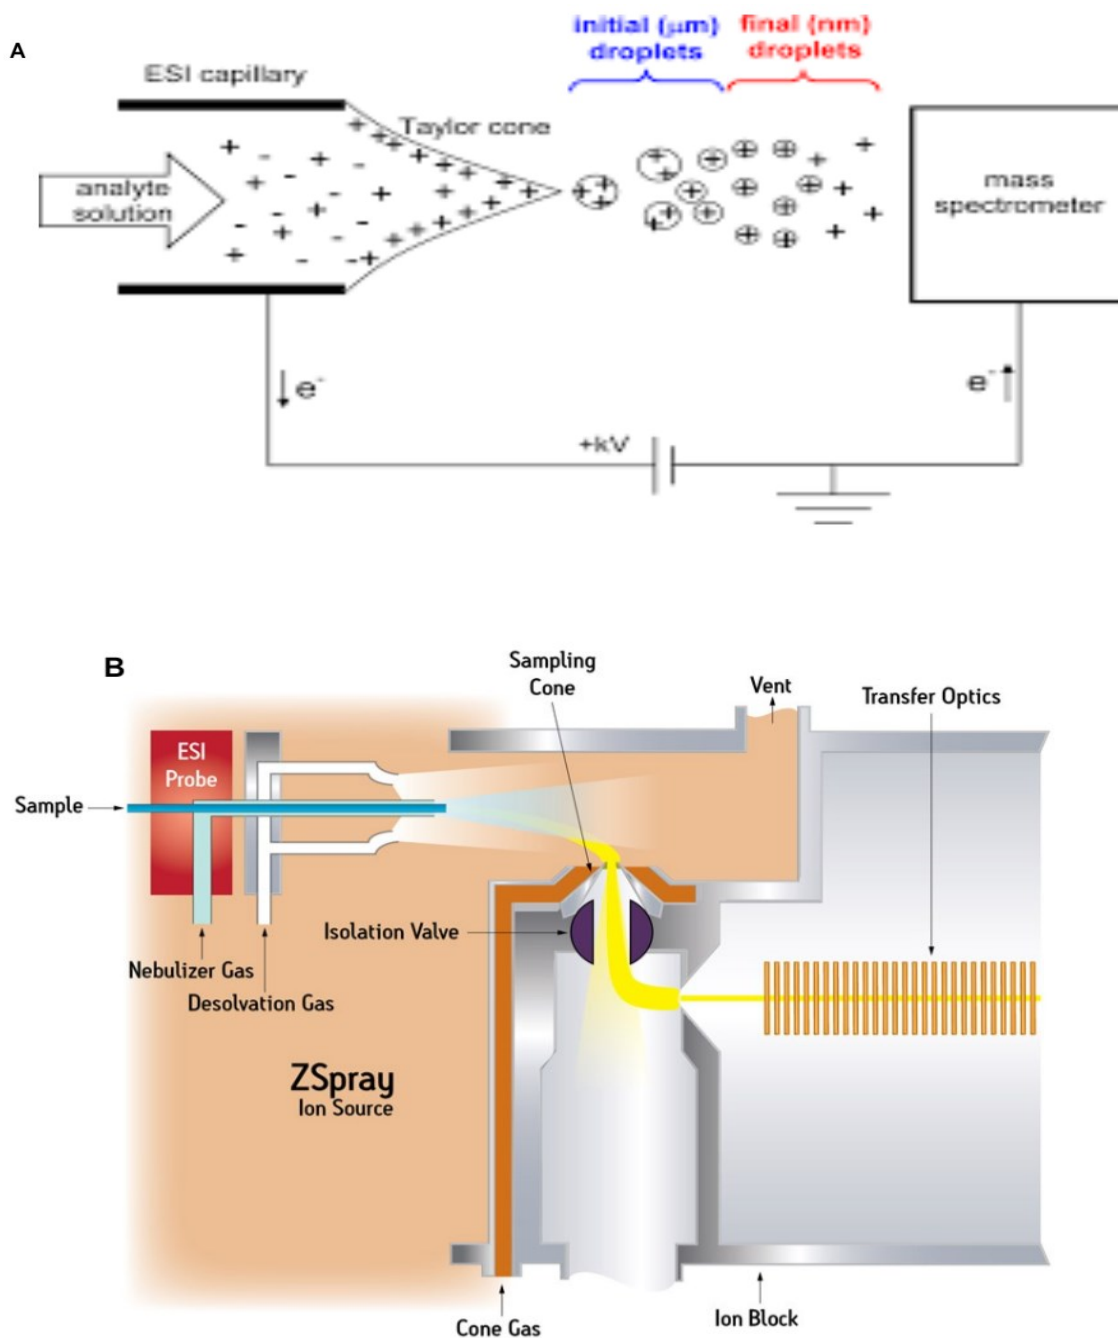 A
initial (μm)
droplets
final (nm)
droplets
ESI capillary
Taylor cone
analyte
solution
mass
spectrometer
e-
e-
+kV
B
Sampling
Cone
Vent
Transfer Optics
ESI
Probe
Sample
Isolation Valve
Nebulizer Gas
Desolvation Gas
ZSpray
Ion Source
Ion Block
Cone Gas